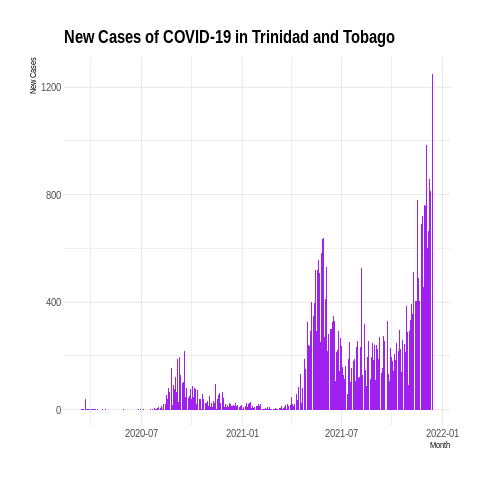 New Cases of COVID-19 in Trinidad and Tobago
New Cases
1200
800
400
0
2020-07
2021-01
2021-07
2022-01
Month